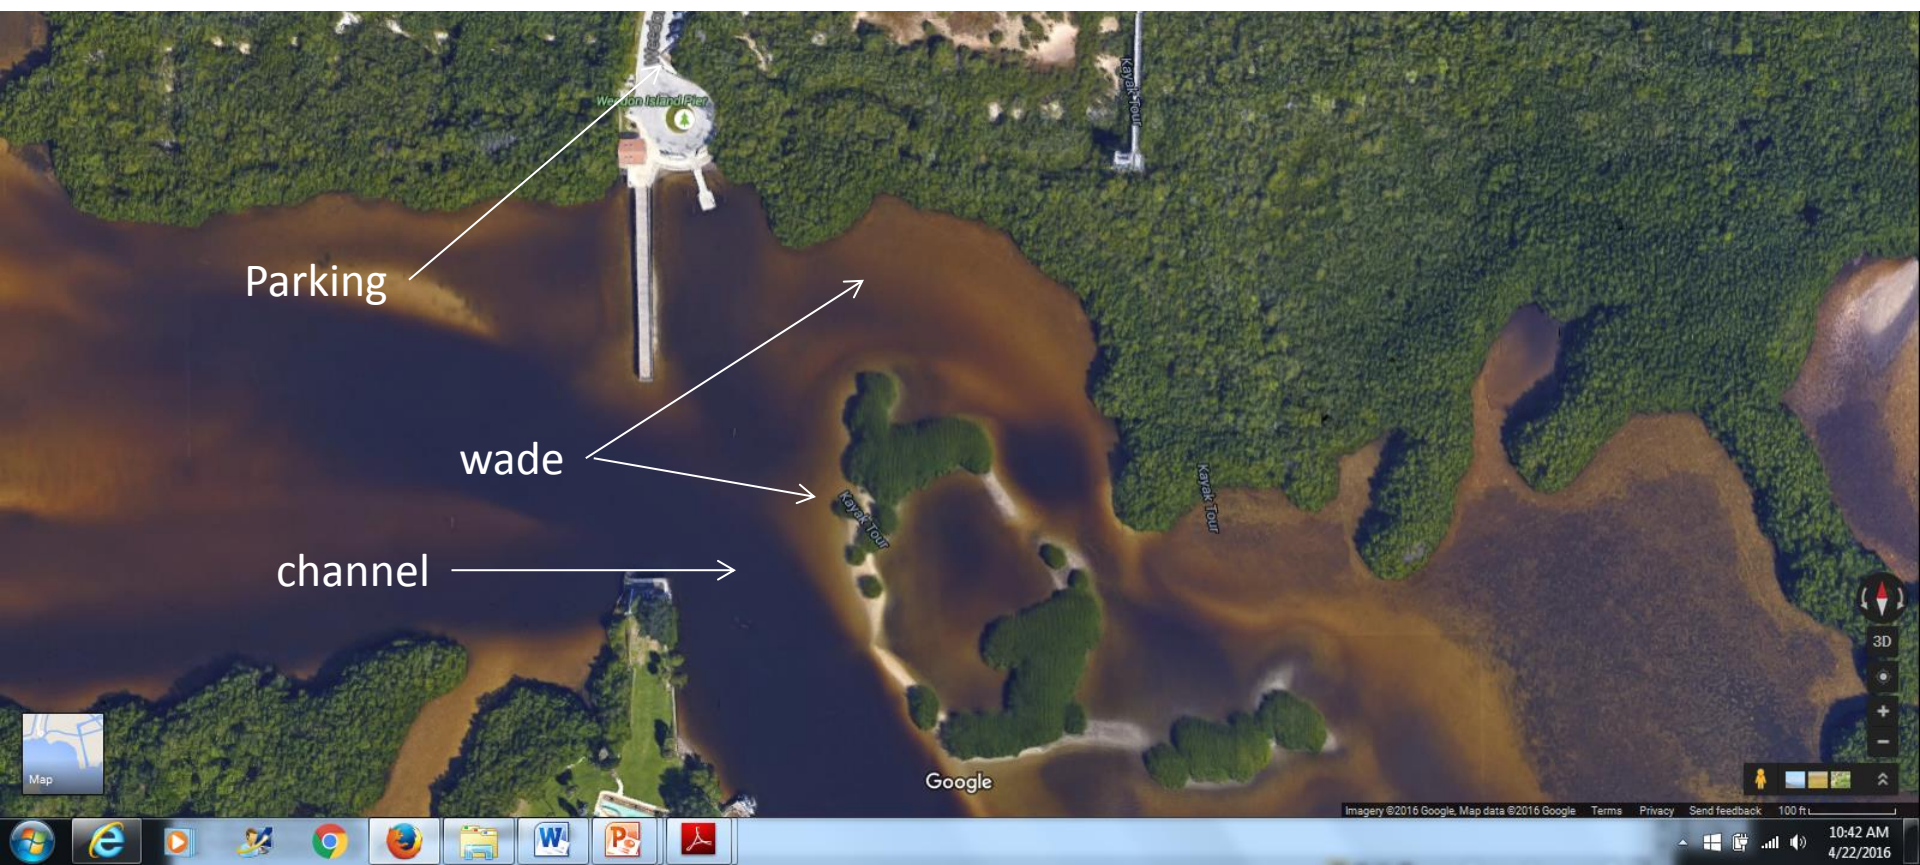 Weedon Island Pier
Kayak Tour
Parking
wade
Kayak Tour
Kayak Tour
channel
3D
Map
Google
Imagery ©2016 Google, Map data ©2016 Google Terms Privacy Send feedback 100 ft
10:42 AM
4/22/2016